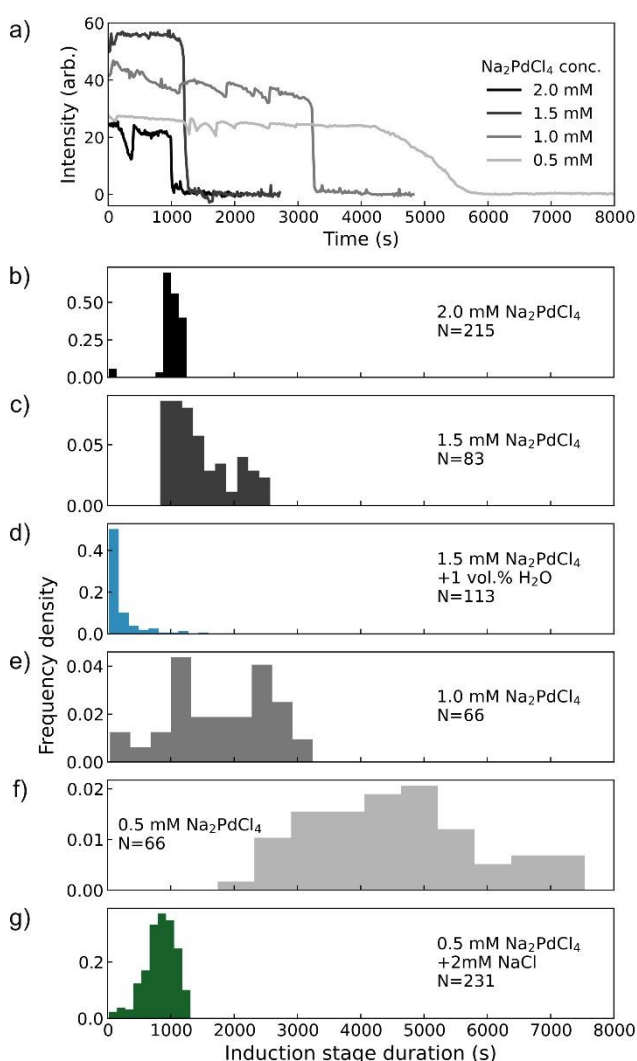 a)
Intensity (arb.)
60
40
20
0
Na₂PdCl₄ conc.
2.0 mM
1.5 mM
1.0 mM
0.5 mM
0 1000 2000 3000 4000 5000 6000 7000 8000
Time (s)
b)
0.50
0.25
0.00
2.0 mM Na₂PdCl₄
N=215
c)
0.05
0.00
1.5 mM Na₂PdCl₄
N=83
d)
0.4
0.2
0.0
1.5 mM Na₂PdCl₄
+1 vol.% H₂O
N=113
Frequency density
e)
0.04
0.02
0.00
1.0 mM Na₂PdCl₄
N=66
f)
0.02
0.01
0.00
0.5 mM Na₂PdCl₄
N=66
g)
0.2
0.0
0.5 mM Na₂PdCl₄
+2mM NaCl
N=231
0 1000 2000 3000 4000 5000 6000 7000 8000
Induction stage duration (s)